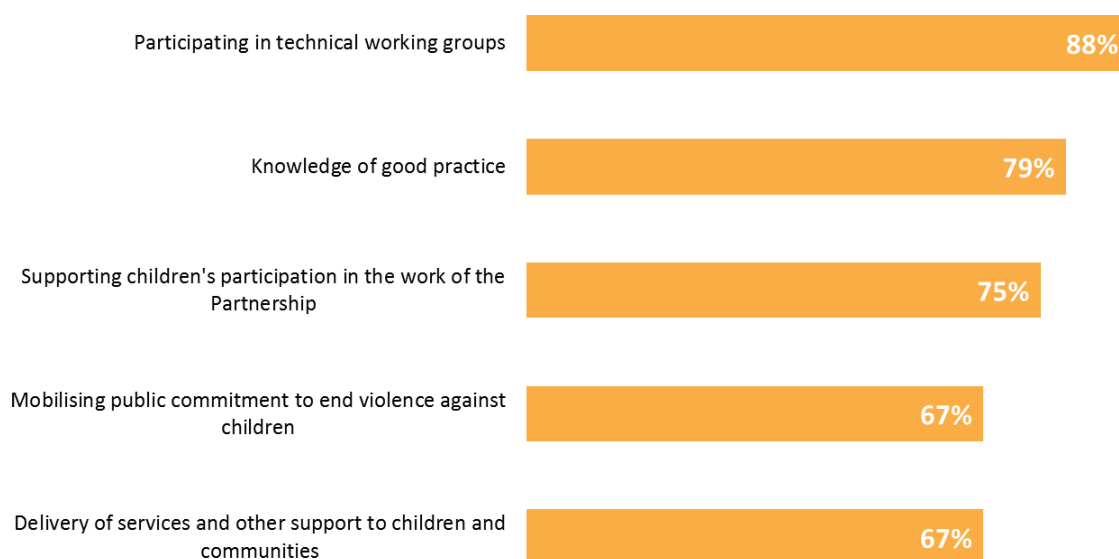 Participating in technical working groups
88%
Knowledge of good practice
79%
Supporting children's participation in the work of the
Partnership
75%
Mobilising public commitment to end violence against
children
67%
Delivery of services and other support to children and
communities
67%